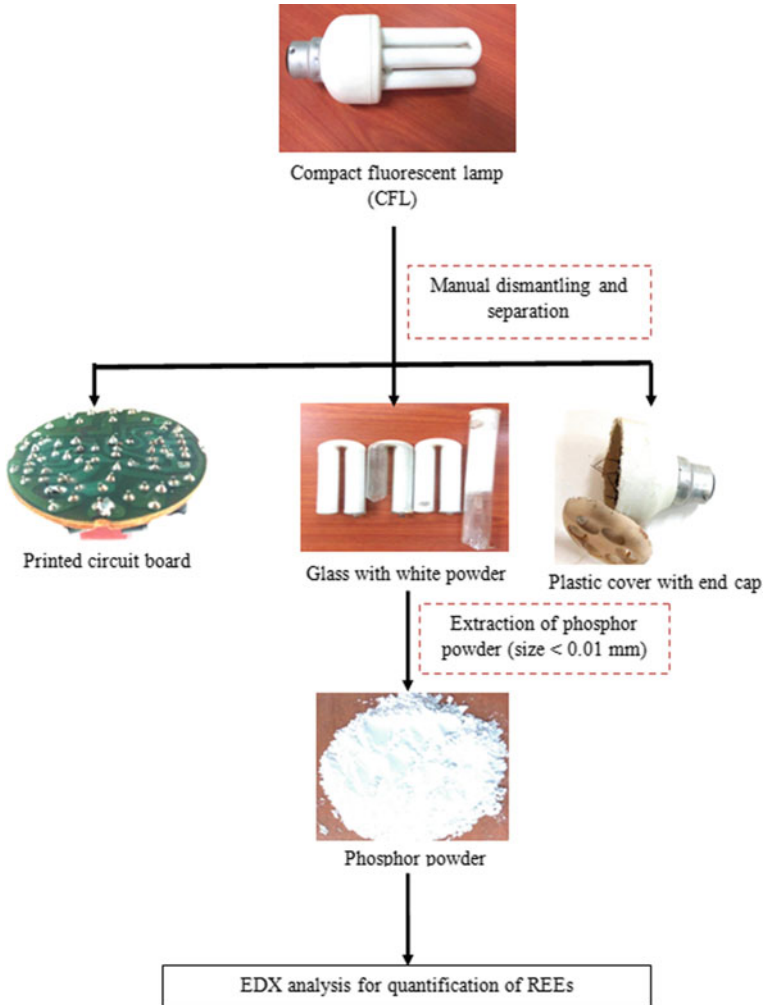 Compact fluorescent lamp
(CFL)
Manual dismantling and
separation
Printed circuit board
Glass with white powder
Plastic cover with end cap
Extraction of phosphor
powder (size < 0.01 mm)
Phosphor powder
EDX analysis for quantification of REEs